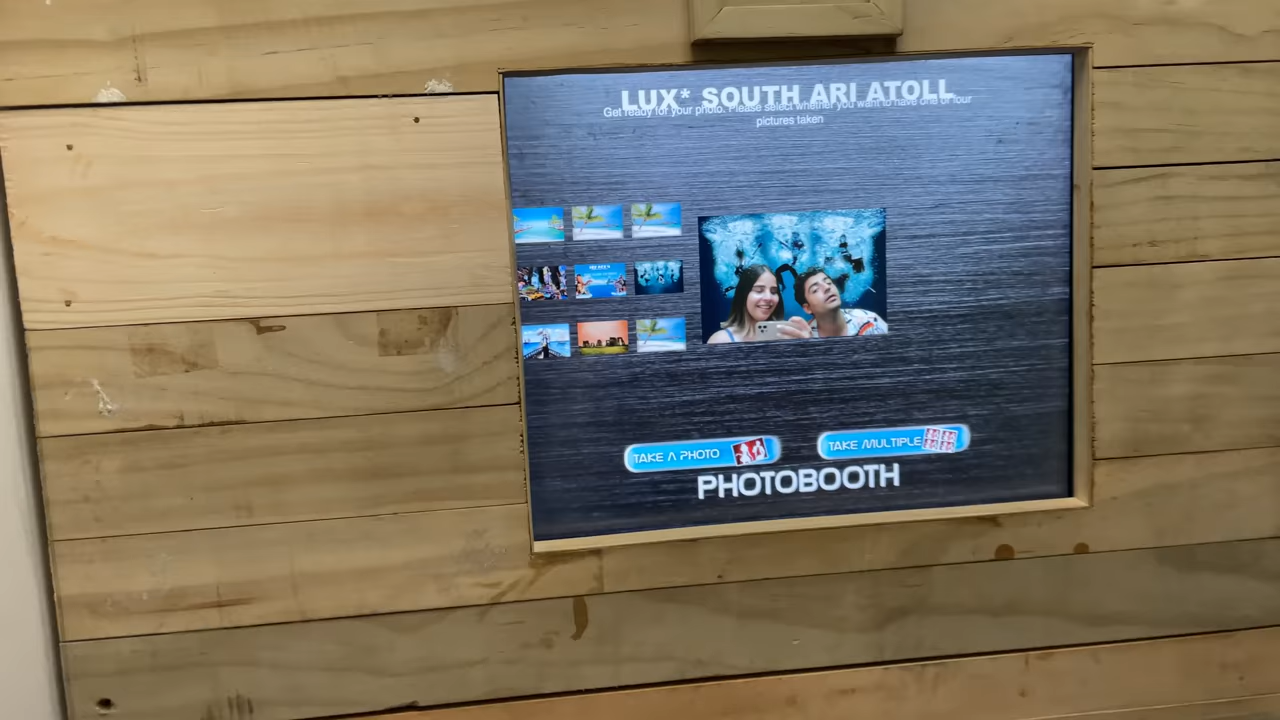 LUX* SOUTH ARI ATOLL
Get ready for your photo. Please select whether you want to have one or four
pictures taken
TAKE A PHOTO
TAKE MULTIPLE
PHOTOBOOTH